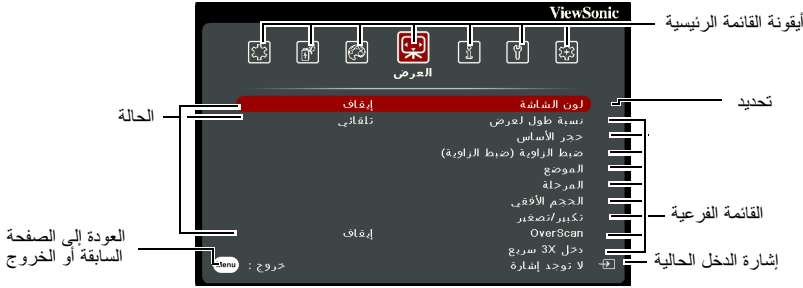 ViewSonic
أيقونة القائمة الرئيسية
العرض
تحديد
لون الشاشة إيقاف
الحالة
نسبة طول لعرض تلقائي
حجر الأساس
ضبط الزاوية (ضبط الزاوية)
الموضع
المرحلة
الحجم الأفقي
تكبير/تصغير
القائمة الفرعية
OverScan إيقاف
دخل 3X سريع
العودة إلى الصفحة
السابقة أو الخروج
إشارة الدخل الحالية
لا توجد إشارة
خروج : Menu